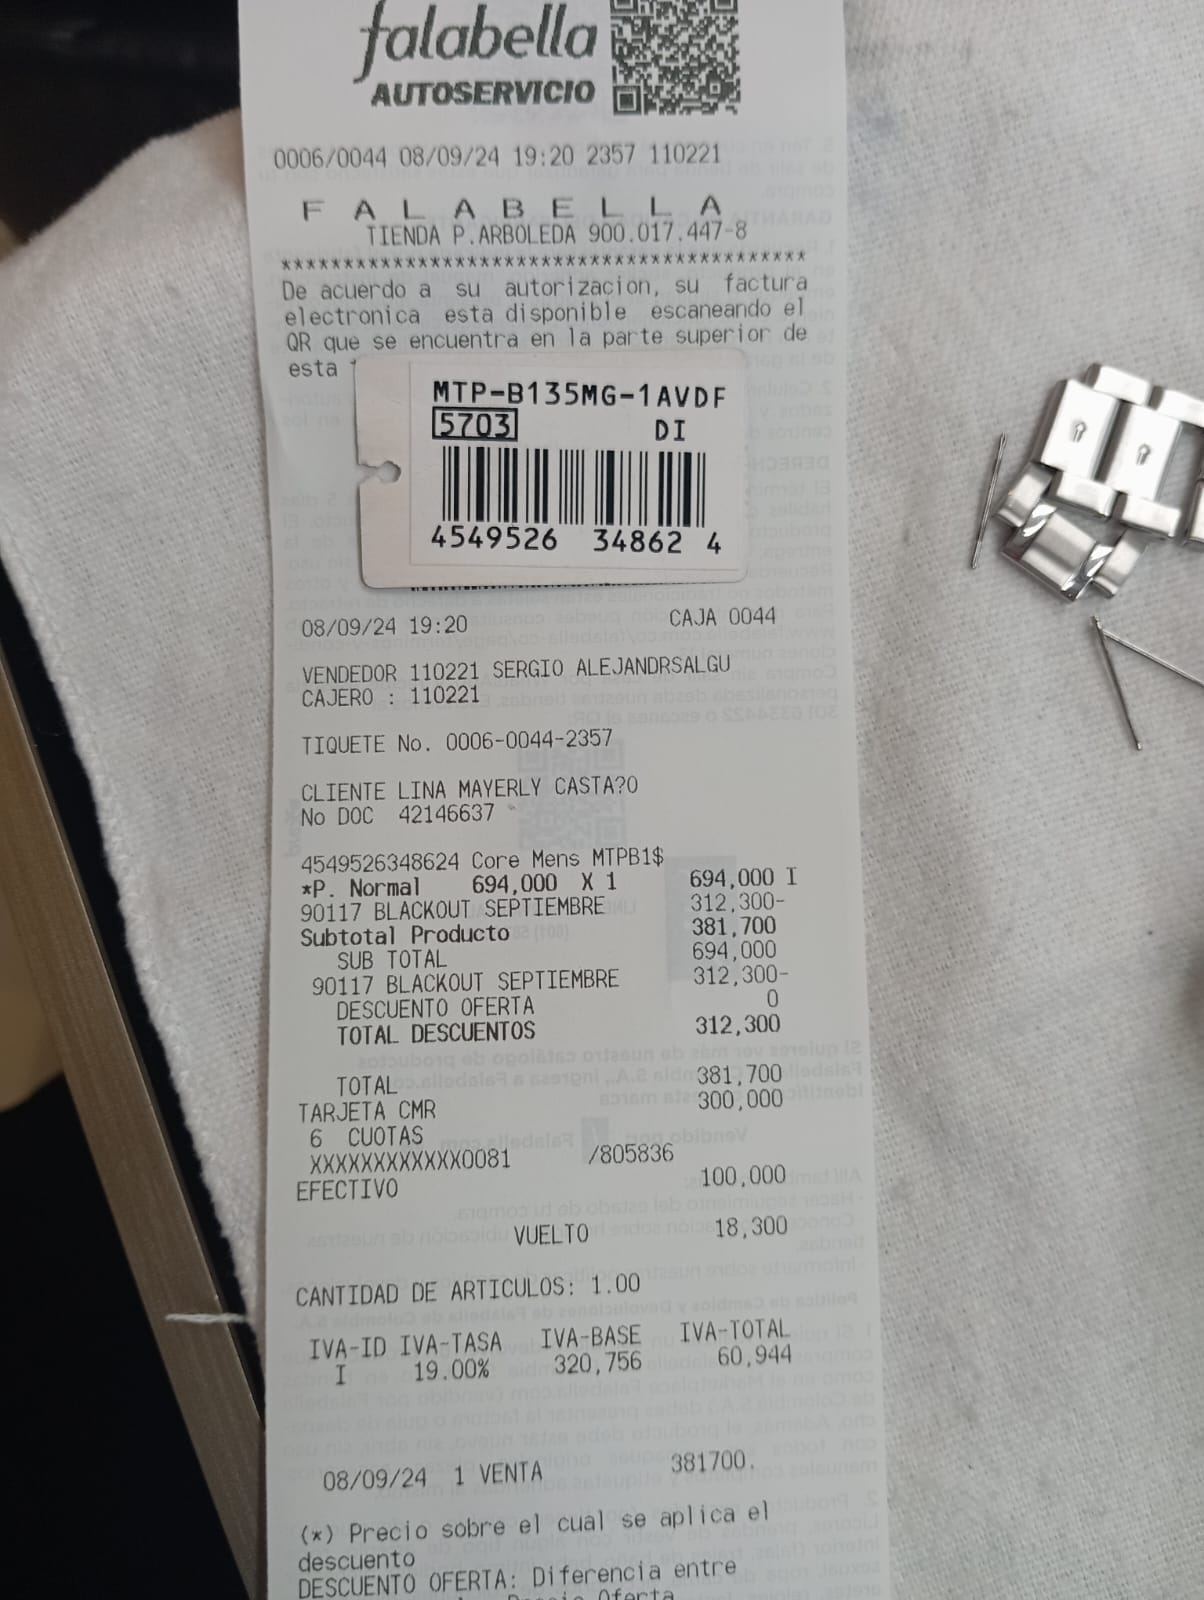 falabella
AUTOSERVICIO
0006/0044 08/09/24 19:20 2357 110221
F A L A B E L L A
TIENDA P.ARBOLEDA 900.017.447-8
******************************************
De acuerdo a su autorizacion, su factura
electronica esta disponible escaneando el
QR que se encuentra en la parte superior de
esta
MTP-B135MG-1AVDF
5703 DI
4549526 34862 4
08/09/24 19:20 CAJA 0044
VENDEDOR 110221 SERGIO ALEJANDRSALGU
CAJERO : 110221
TIQUETE No. 0006-0044-2357
CLIENTE LINA MAYERLY CASTA?O
No DOC 42146637
4549526348624 Core Mens MTPB1$
*P. Normal 694,000 X 1 694,000 I
90117 BLACKOUT SEPTIEMBRE 312,300-
Subtotal Producto 381,700
SUB TOTAL 694,000
90117 BLACKOUT SEPTIEMBRE 312,300-
DESCUENTO OFERTA 0
TOTAL DESCUENTOS 312,300
TOTAL 381,700
TARJETA CMR 300,000
6 CUOTAS
XXXXXXXXXXXX0081 /805836
EFECTIVO 100,000
VUELTO 18,300
CANTIDAD DE ARTICULOS: 1.00
IVA-ID IVA-TASA IVA-BASE IVA-TOTAL
I 19.00% 320,756 60,944
08/09/24 1 VENTA 381700.
(*) Precio sobre el cual se aplica el
descuento
DESCUENTO OFERTA: Diferencia entre
Oferta